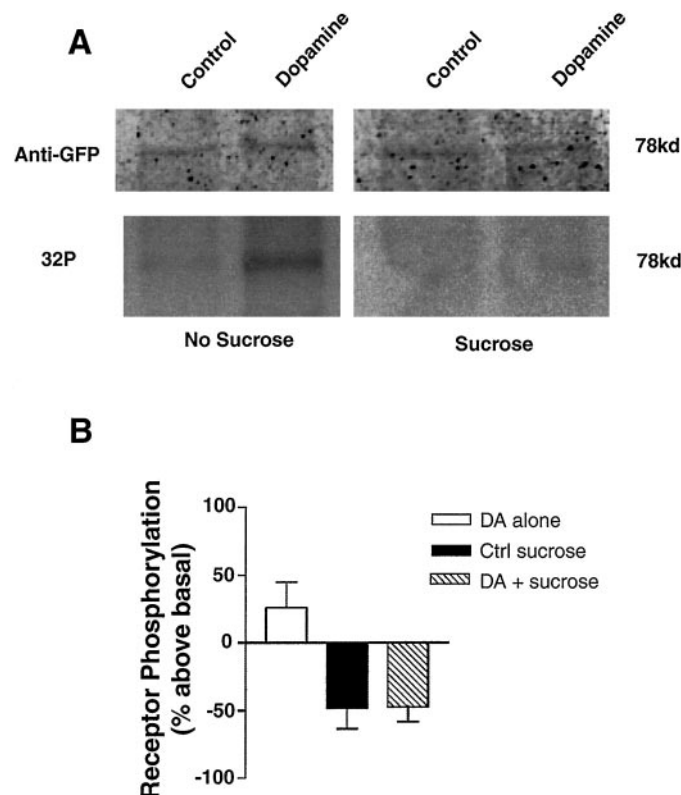 A
Control
Dopamine
Control
Dopamine
Anti-GFP
78kd
32P
78kd
No Sucrose
Sucrose
B
Receptor Phosphorylation
(% above basal)
100
50
0
-50
-100
DA alone
Ctrl sucrose
DA + sucrose